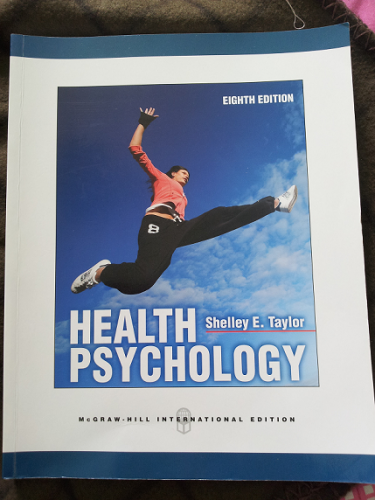 EIGHTH EDITION
HEALTH Shelley E. Taylor
PSYCHOLOGY
McGRAW-HILL INTERNATIONAL EDITION